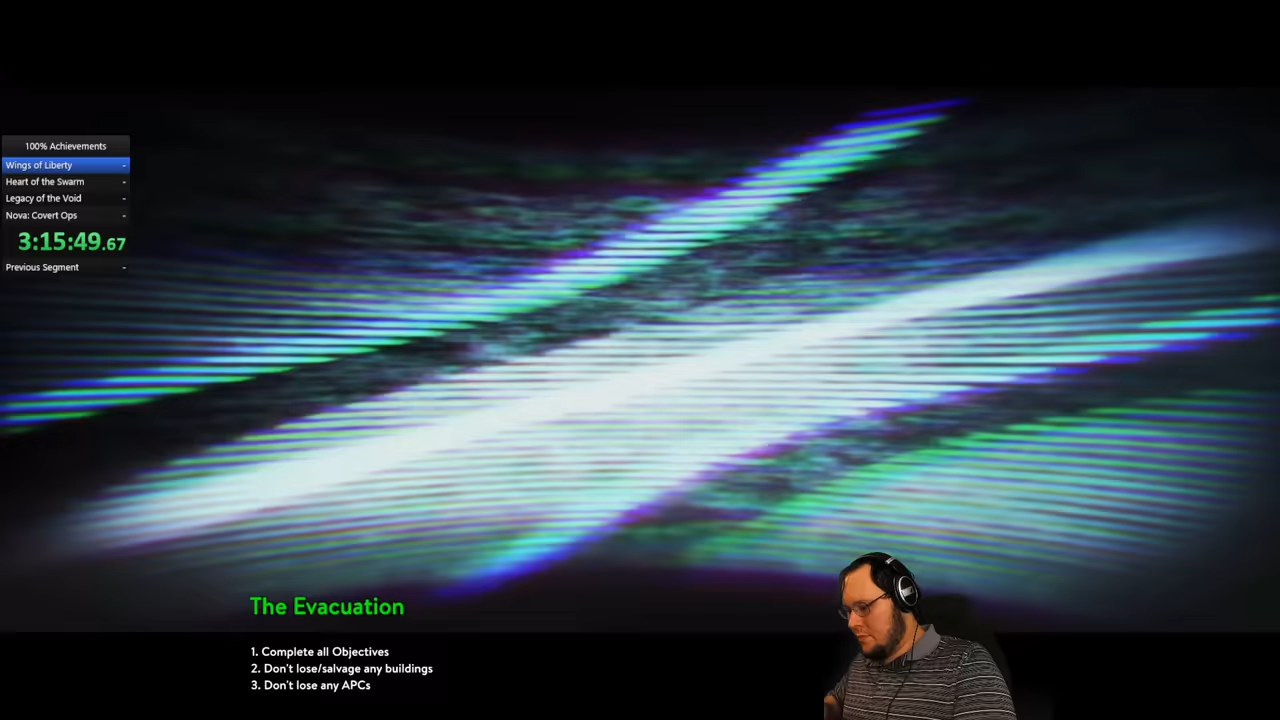 100% Achievements
Wings of Liberty -
Heart of the Swarm -
Legacy of the Void -
Nova: Covert Ops -
3:15:49.67
Previous Segment -
The Evacuation
1. Complete all Objectives
2. Don't lose/salvage any buildings
3. Don't lose any APCs